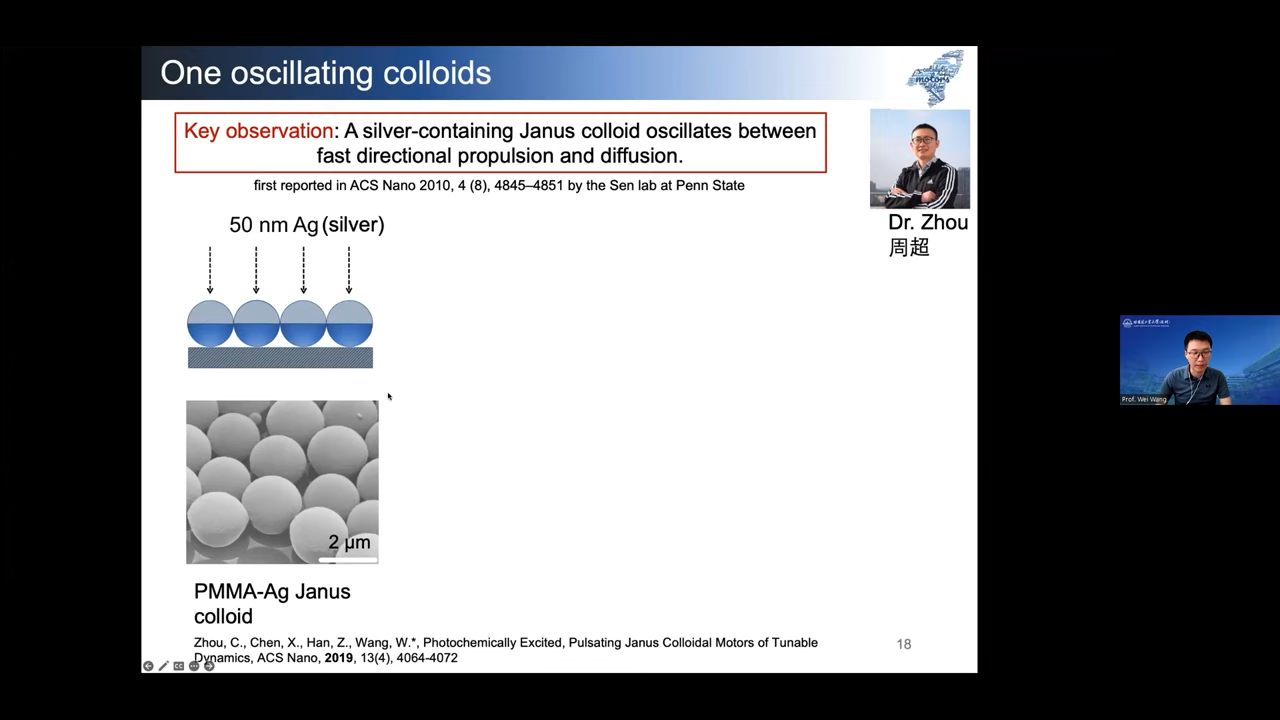 One oscillating colloids
motors
Key observation: A silver-containing Janus colloid oscillates between
fast directional propulsion and diffusion.
first reported in ACS Nano 2010, 4 (8), 4845–4851 by the Sen lab at Penn State
50 nm Ag (silver)
Dr. Zhou
周超
2 µm
PMMA-Ag Janus
colloid
Zhou, C., Chen, X., Han, Z., Wang, W.*, Photochemically Excited, Pulsating Janus Colloidal Motors of Tunable
Dynamics, ACS Nano, 2019, 13(4), 4064-4072
18
Prof. Wei Wang